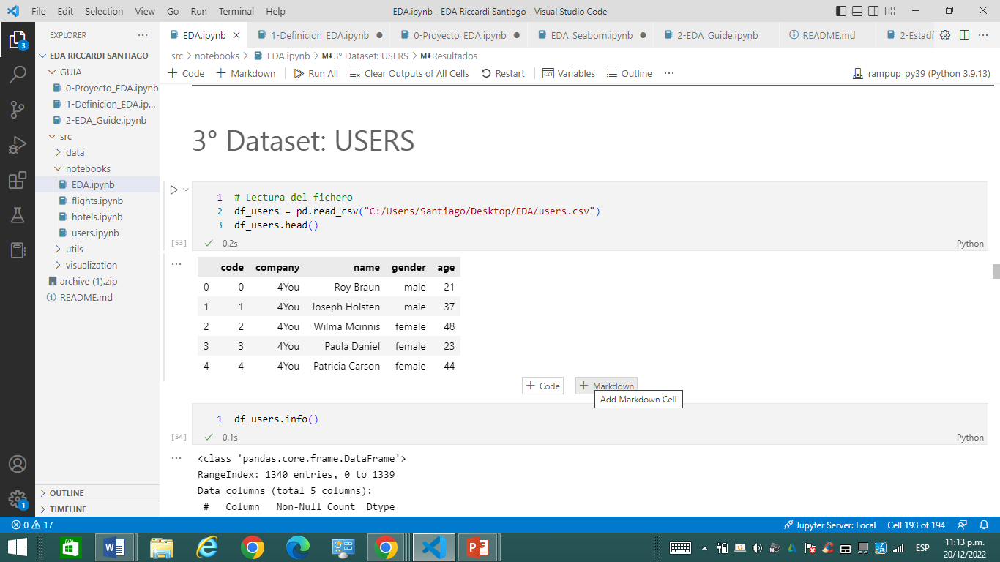 File Edit Selection View Go Run Terminal Help EDA.ipynb - EDA Riccardi Santiago - Visual Studio Code
EXPLORER
EDA.ipynb 1-Definicion_EDA.ipynb 0-Proyecto_EDA.ipynb EDA_Seaborn.ipynb 2-EDA_Guide.ipynb README.md 2-Estadí
3
EDA RICCARDI SANTIAGO
src > notebooks > EDA.ipynb > M↓3° Dataset: USERS > M↓Resultados
GUIA
+ Code + Markdown Run All Clear Outputs of All Cells Restart Variables Outline ... rampup_py39 (Python 3.9.13)
0-Proyecto_EDA.ipynb
1-Definicion_EDA.ip...
2-EDA_Guide.ipynb
src
data
notebooks
EDA.ipynb
flights.ipynb
hotels.ipynb
users.ipynb
utils
visualization
archive (1).zip
README.md
OUTLINE
TIMELINE
1
3° Dataset: USERS
1 # Lectura del fichero
2 df_users = pd.read_csv("C:/Users/Santiago/Desktop/EDA/users.csv")
3 df_users.head()
[53] 0.2s Python
code company name gender age
0 0 4You Roy Braun male 21
1 1 4You Joseph Holsten male 37
2 2 4You Wilma Mcinnis female 48
3 3 4You Paula Daniel female 23
4 4 4You Patricia Carson female 44
+ Code + Markdown
Add Markdown Cell
1 df_users.info()
[54] 0.1s Python
<class 'pandas.core.frame.DataFrame'>
RangeIndex: 1340 entries, 0 to 1339
Data columns (total 5 columns):
# Column Non-Null Count Dtype
0 17 Jupyter Server: Local Cell 193 of 194
ESP 11:13 p.m.
20/12/2022